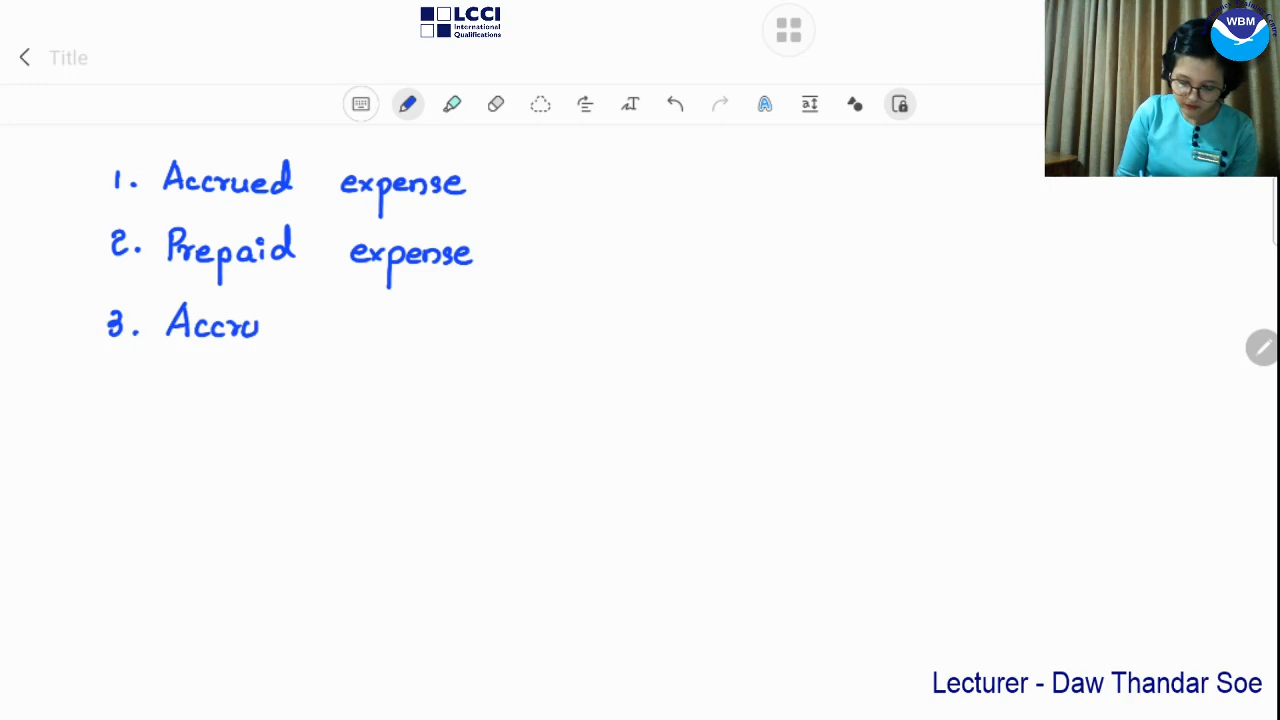 LCCI
International
Qualifications
WBM
Title
1. Accrued expense
2. Prepaid expense
3. Accru
Lecturer - Daw Thandar Soe